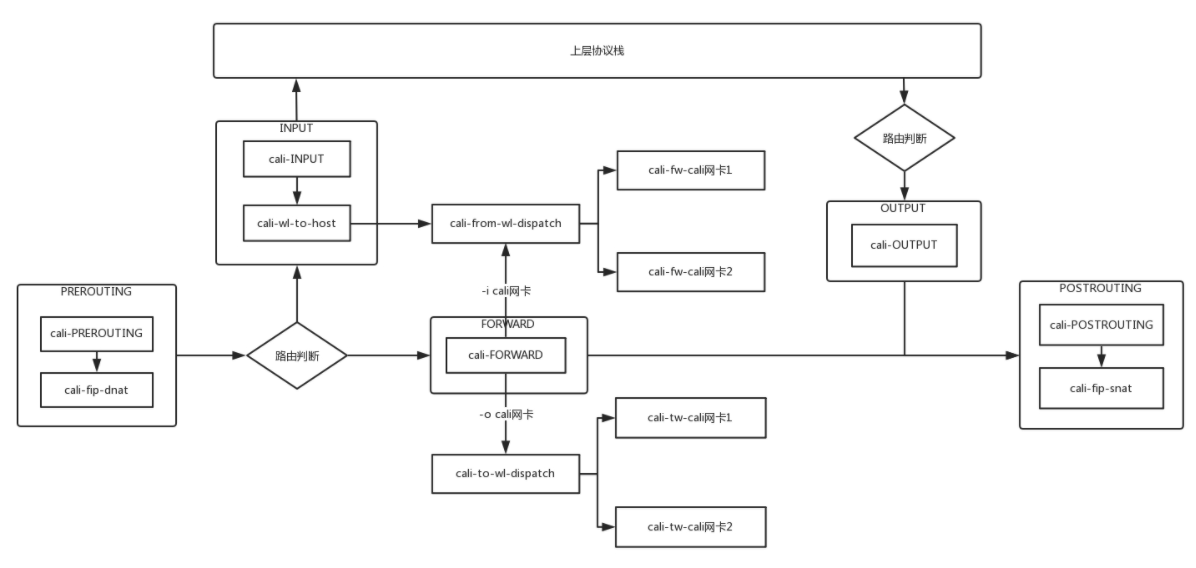 上层协议栈
INPUT
cali-INPUT
cali-wl-to-host
路由判断
cali-fw-cali网卡1
cali-from-wl-dispatch
cali-fw-cali网卡2
OUTPUT
cali-OUTPUT
-i cali网卡
PREROUTING
cali-PREROUTING
cali-fip-dnat
路由判断
FORWARD
cali-FORWARD
POSTROUTING
cali-POSTROUTING
cali-fip-snat
-o cali网卡
cali-tw-cali网卡1
cali-to-wl-dispatch
cali-tw-cali网卡2